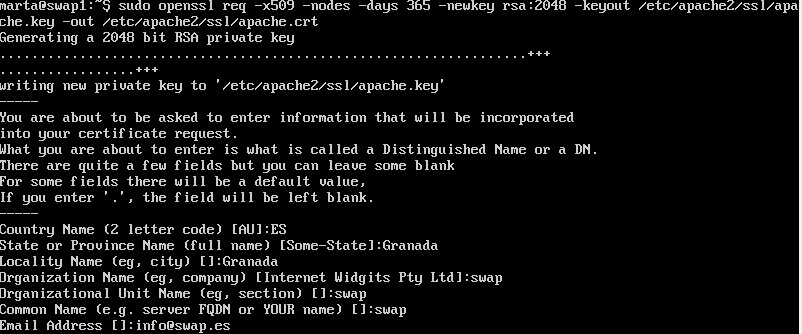 marta@swap1:~$ sudo openssl req -x509 -nodes -days 365 -newkey rsa:2048 -keyout /etc/apache2/ssl/apa
che.key -out /etc/apache2/ssl/apache.crt
Generating a 2048 bit RSA private key
..................................................................+++
.................+++
writing new private key to '/etc/apache2/ssl/apache.key'
-----
You are about to be asked to enter information that will be incorporated
into your certificate request.
What you are about to enter is what is called a Distinguished Name or a DN.
There are quite a few fields but you can leave some blank
For some fields there will be a default value,
If you enter '.', the field will be left blank.
-----
Country Name (2 letter code) [AU]:ES
State or Province Name (full name) [Some-State]:Granada
Locality Name (eg, city) []:Granada
Organization Name (eg, company) [Internet Widgits Pty Ltd]:swap
Organizational Unit Name (eg, section) []:swap
Common Name (e.g. server FQDN or YOUR name) []:swap
Email Address []:info@swap.es